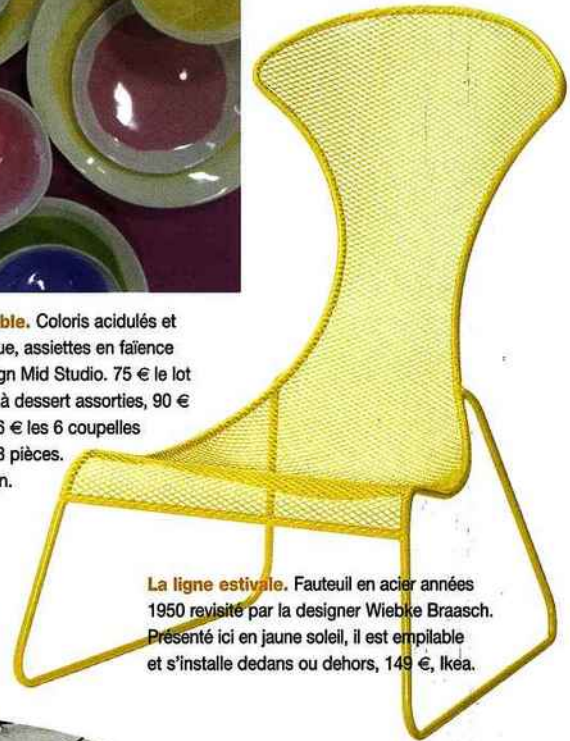 ble. Coloris acidulés et
ue, assiettes en faïence
gn Mid Studio. 75 € le lot
à dessert assorties, 90 €
6 € les 6 coupelles
3 pièces.
n.
La ligne estivale. Fauteuil en acier années
1950 revisité par la designer Wiebke Braasch.
Présenté ici en jaune soleil, il est empilable
et s'installe dedans ou dehors, 149 €, Ikea.